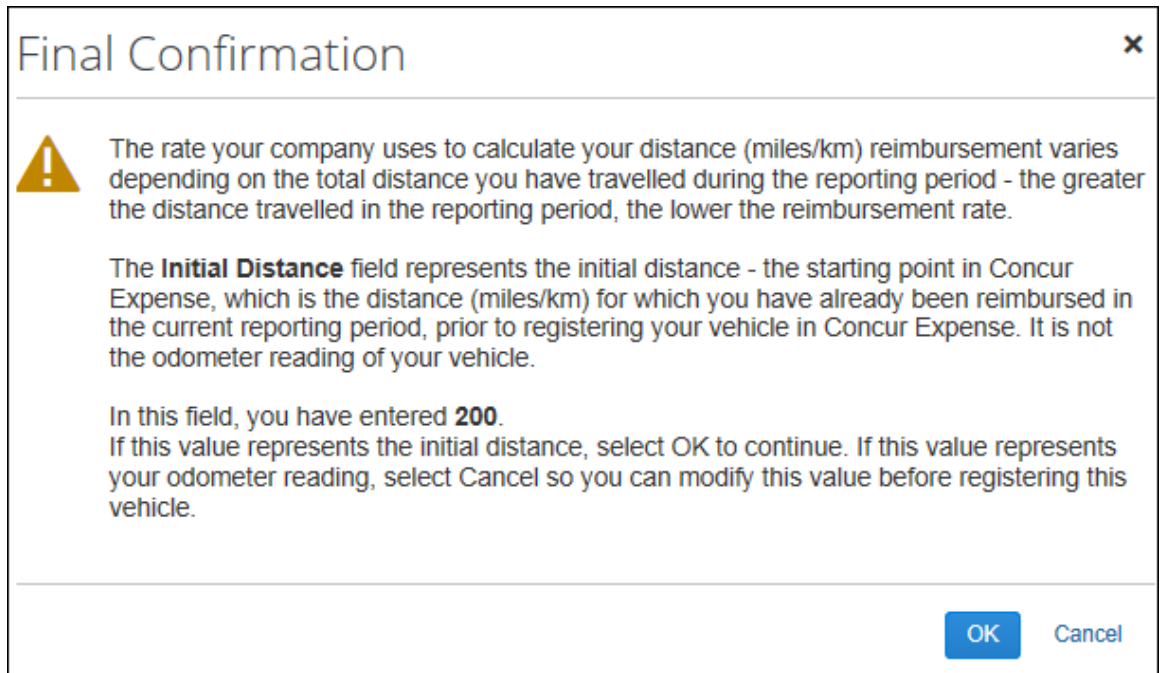 Final Confirmation
×
The rate your company uses to calculate your distance (miles/km) reimbursement varies
depending on the total distance you have travelled during the reporting period - the greater
the distance travelled in the reporting period, the lower the reimbursement rate.
The Initial Distance field represents the initial distance - the starting point in Concur
Expense, which is the distance (miles/km) for which you have already been reimbursed in
the current reporting period, prior to registering your vehicle in Concur Expense. It is not
the odometer reading of your vehicle.
In this field, you have entered 200.
If this value represents the initial distance, select OK to continue. If this value represents
your odometer reading, select Cancel so you can modify this value before registering this
vehicle.
OK Cancel